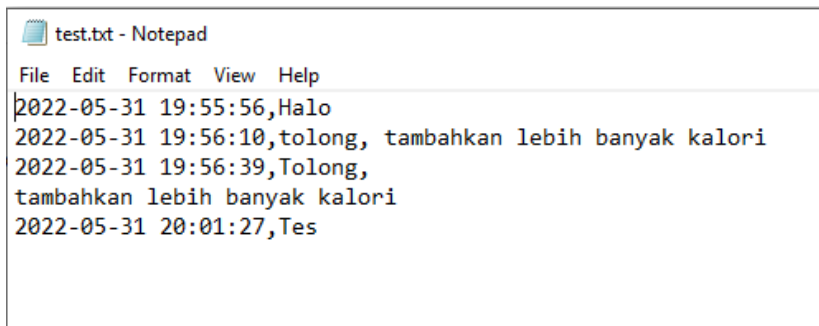 test.txt - Notepad
File Edit Format View Help
2022-05-31 19:55:56,Halo
2022-05-31 19:56:10,tolong, tambahkan lebih banyak kalori
2022-05-31 19:56:39,Tolong,
tambahkan lebih banyak kalori
2022-05-31 20:01:27,Tes